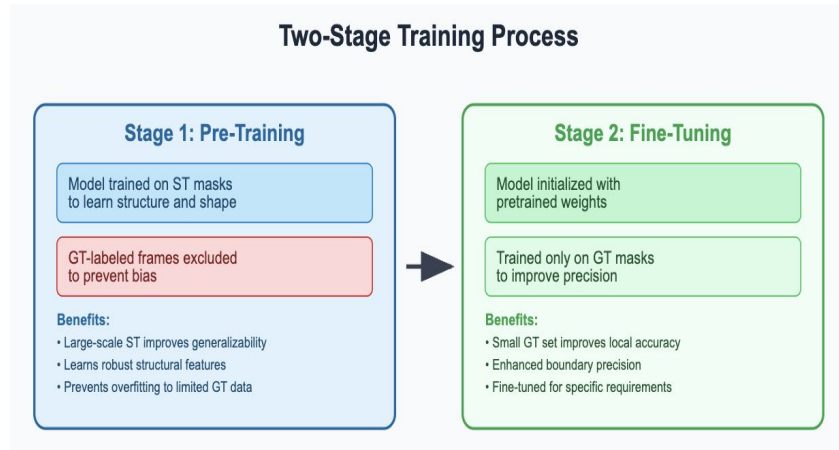 Two-Stage Training Process
Stage 1: Pre-Training
Model trained on ST masks
to learn structure and shape
GT-labeled frames excluded
to prevent bias
Benefits:
• Large-scale ST improves generalizability
• Learns robust structural features
• Prevents overfitting to limited GT data
Stage 2: Fine-Tuning
Model initialized with
pretrained weights
Trained only on GT masks
to improve precision
Benefits:
• Small GT set improves local accuracy
• Enhanced boundary precision
• Fine-tuned for specific requirements